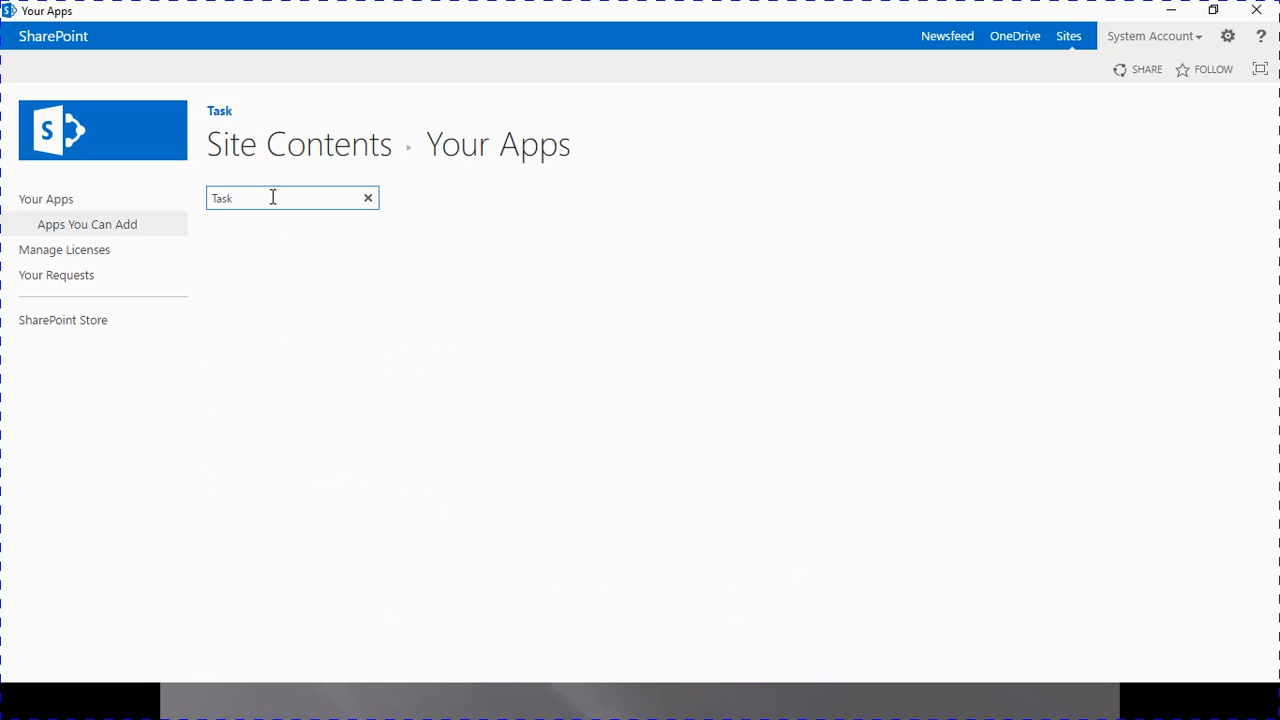 Your Apps
SharePoint
Newsfeed OneDrive Sites System Account ?
SHARE FOLLOW
S
Task
Site Contents ▸ Your Apps
Task
Your Apps
Apps You Can Add
Manage Licenses
Your Requests
SharePoint Store